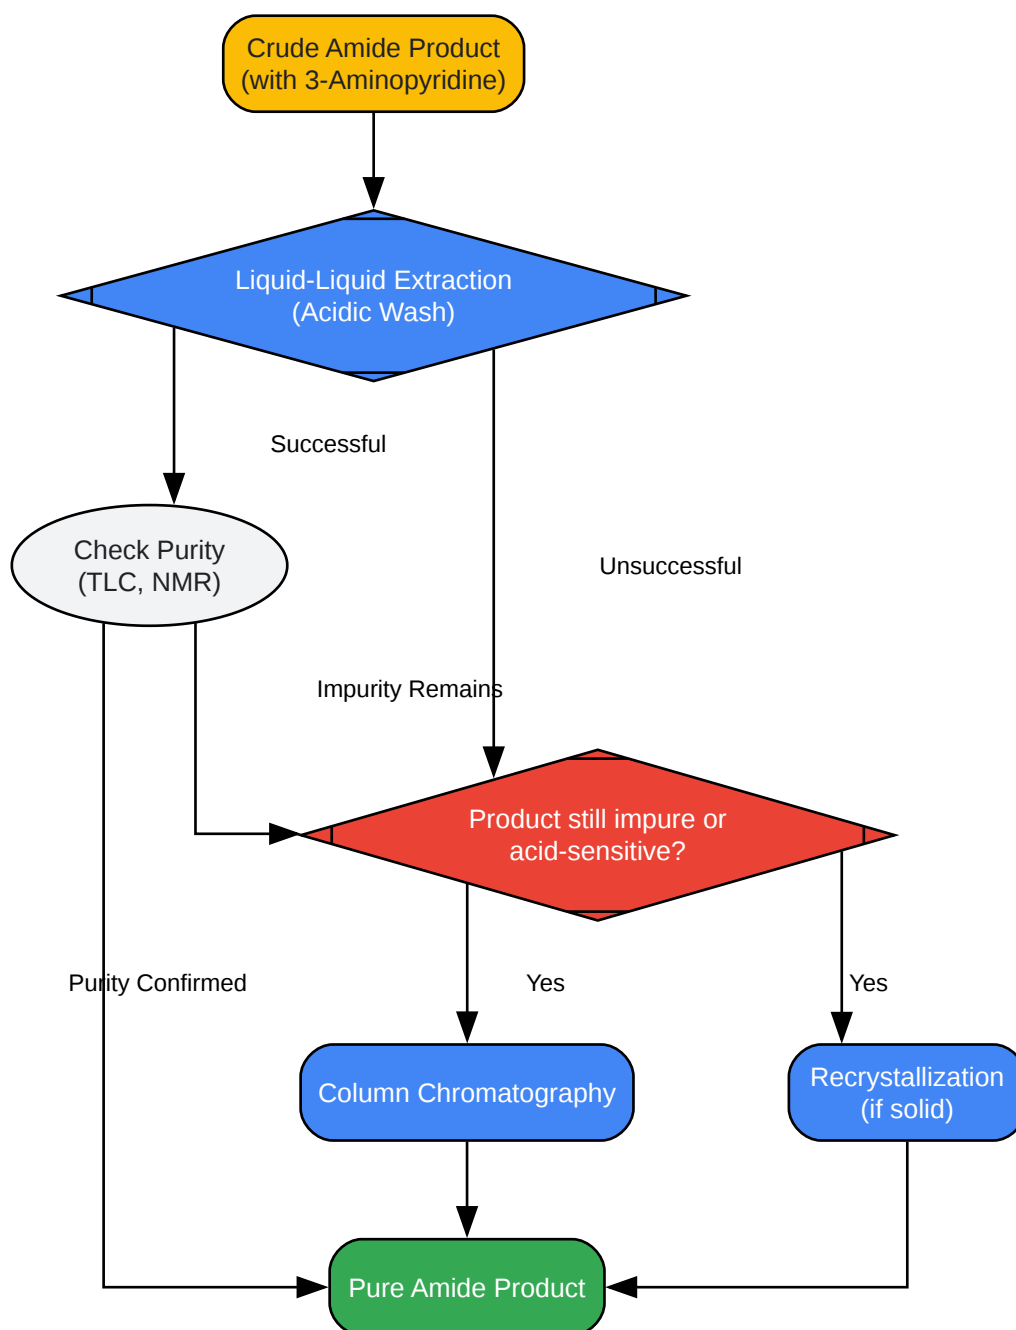 Crude Amide Product
(with 3-Aminopyridine)
Liquid-Liquid Extraction
(Acidic Wash)
Successful
Check Purity
(TLC, NMR)
Unsuccessful
Impurity Remains
Product still impure or
acid-sensitive?
Purity Confirmed
Yes
Yes
Column Chromatography
Recrystallization
(if solid)
Pure Amide Product